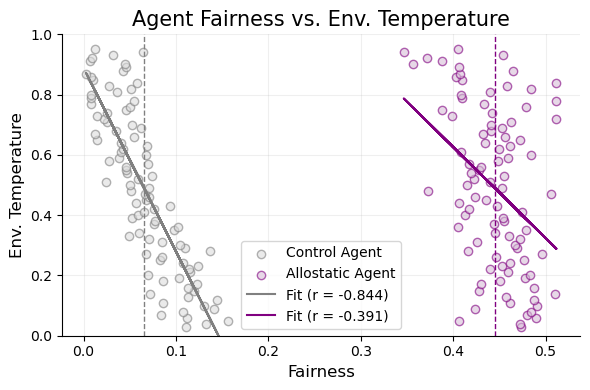 Agent Fairness vs. Env. Temperature
Env. Temperature
1.0
0.8
0.6
0.4
0.2
0.0
Control Agent
Allostatic Agent
Fit (r = -0.844)
Fit (r = -0.391)
0.0 0.1 0.2 0.3 0.4 0.5
Fairness